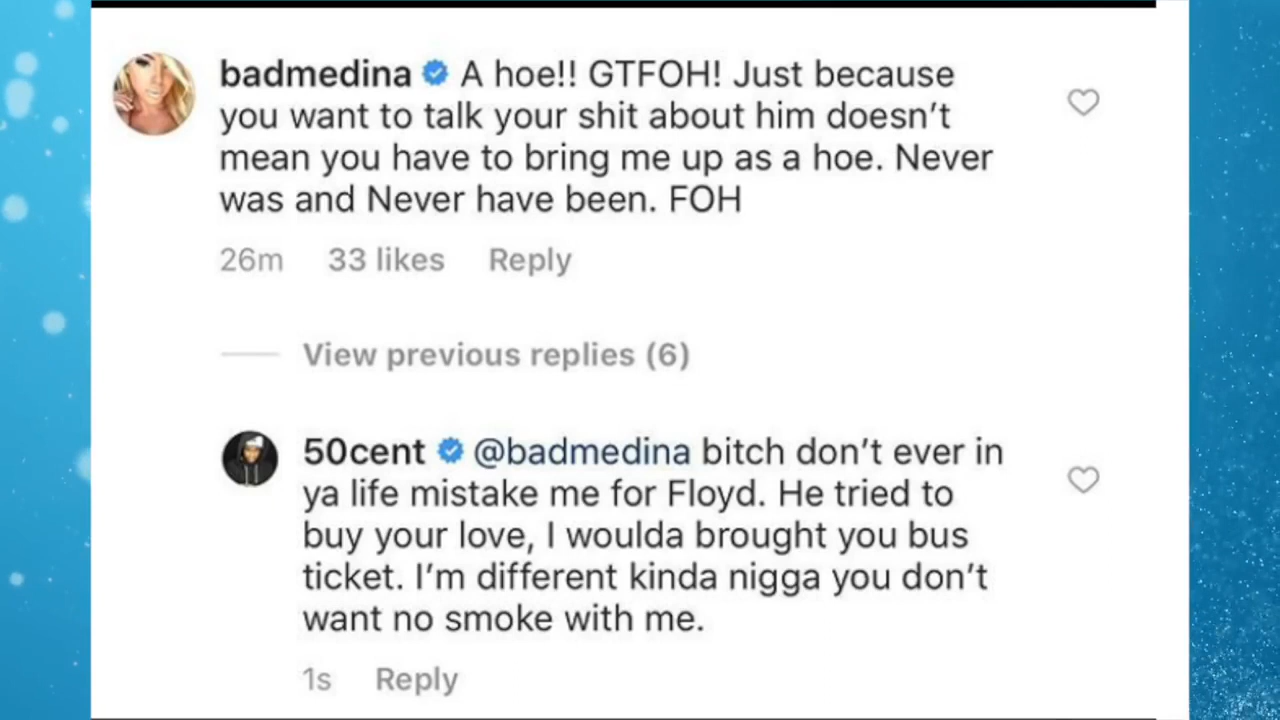 badmedina A hoe!! GTFOH! Just because
you want to talk your shit about him doesn’t
mean you have to bring me up as a hoe. Never
was and Never have been. FOH
26m 33 likes Reply
View previous replies (6)
50cent @badmedina bitch don’t ever in
ya life mistake me for Floyd. He tried to
buy your love, I woulda brought you bus
ticket. I’m different kinda nigga you don’t
want no smoke with me.
1s Reply